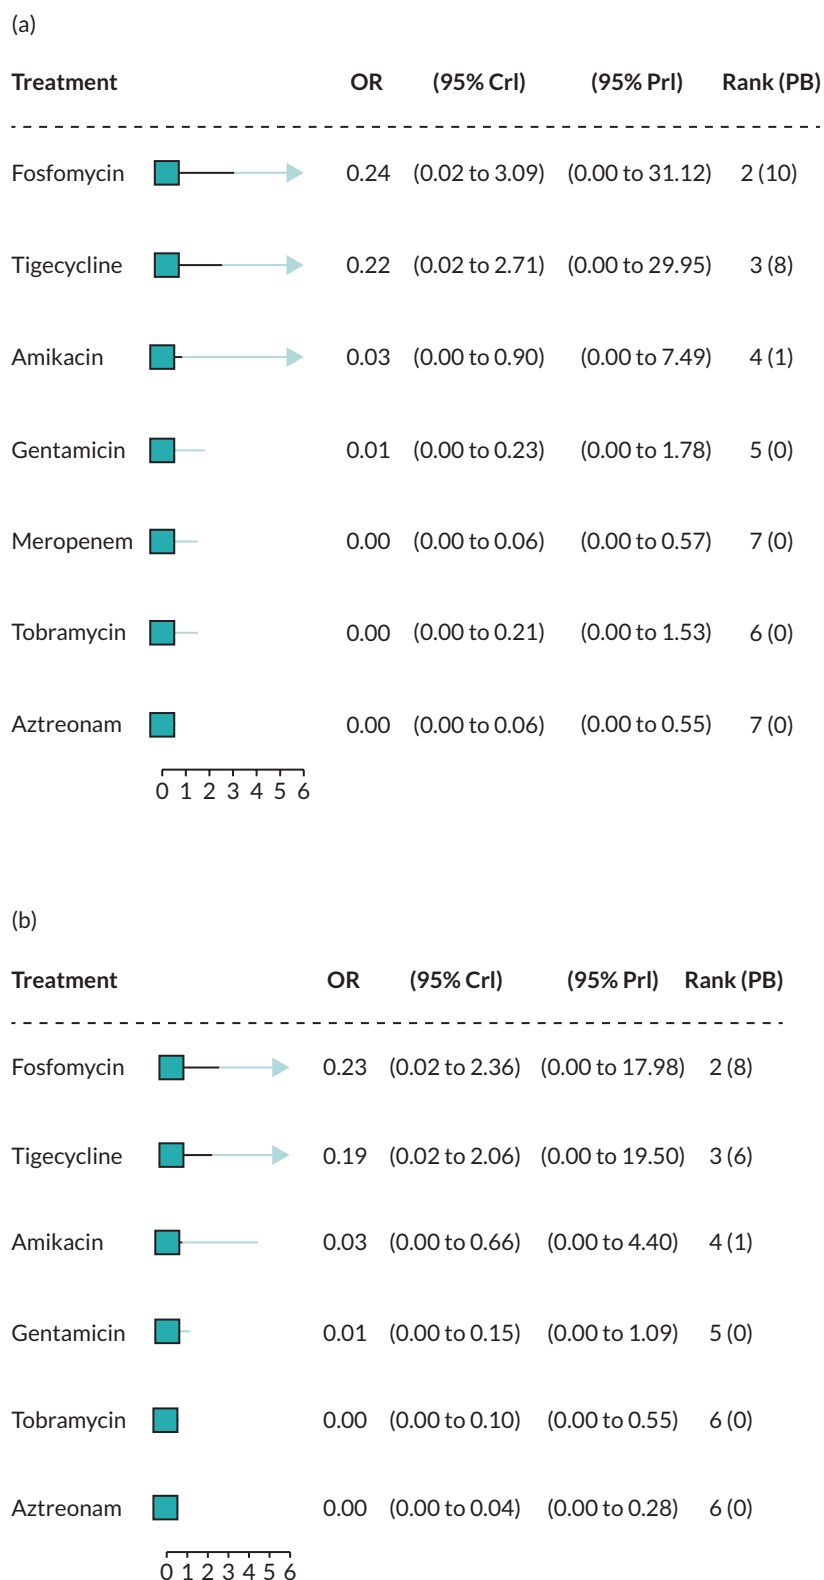 (a)
Treatment OR (95% Crl) (95% Prl) Rank (PB)
Fosfomycin 0.24 (0.02 to 3.09) (0.00 to 31.12) 2 (10)
Tigecycline 0.22 (0.02 to 2.71) (0.00 to 29.95) 3 (8)
Amikacin 0.03 (0.00 to 0.90) (0.00 to 7.49) 4 (1)
Gentamicin 0.01 (0.00 to 0.23) (0.00 to 1.78) 5 (0)
Meropenem 0.00 (0.00 to 0.06) (0.00 to 0.57) 7 (0)
Tobramycin 0.00 (0.00 to 0.21) (0.00 to 1.53) 6 (0)
Aztreonam 0.00 (0.00 to 0.06) (0.00 to 0.55) 7 (0)
0 1 2 3 4 5 6
(b)
Treatment OR (95% Crl) (95% Prl) Rank (PB)
Fosfomycin 0.23 (0.02 to 2.36) (0.00 to 17.98) 2 (8)
Tigecycline 0.19 (0.02 to 2.06) (0.00 to 19.50) 3 (6)
Amikacin 0.03 (0.00 to 0.66) (0.00 to 4.40) 4 (1)
Gentamicin 0.01 (0.00 to 0.15) (0.00 to 1.09) 5 (0)
Tobramycin 0.00 (0.00 to 0.10) (0.00 to 0.55) 6 (0)
Aztreonam 0.00 (0.00 to 0.04) (0.00 to 0.28) 6 (0)
0 1 2 3 4 5 6